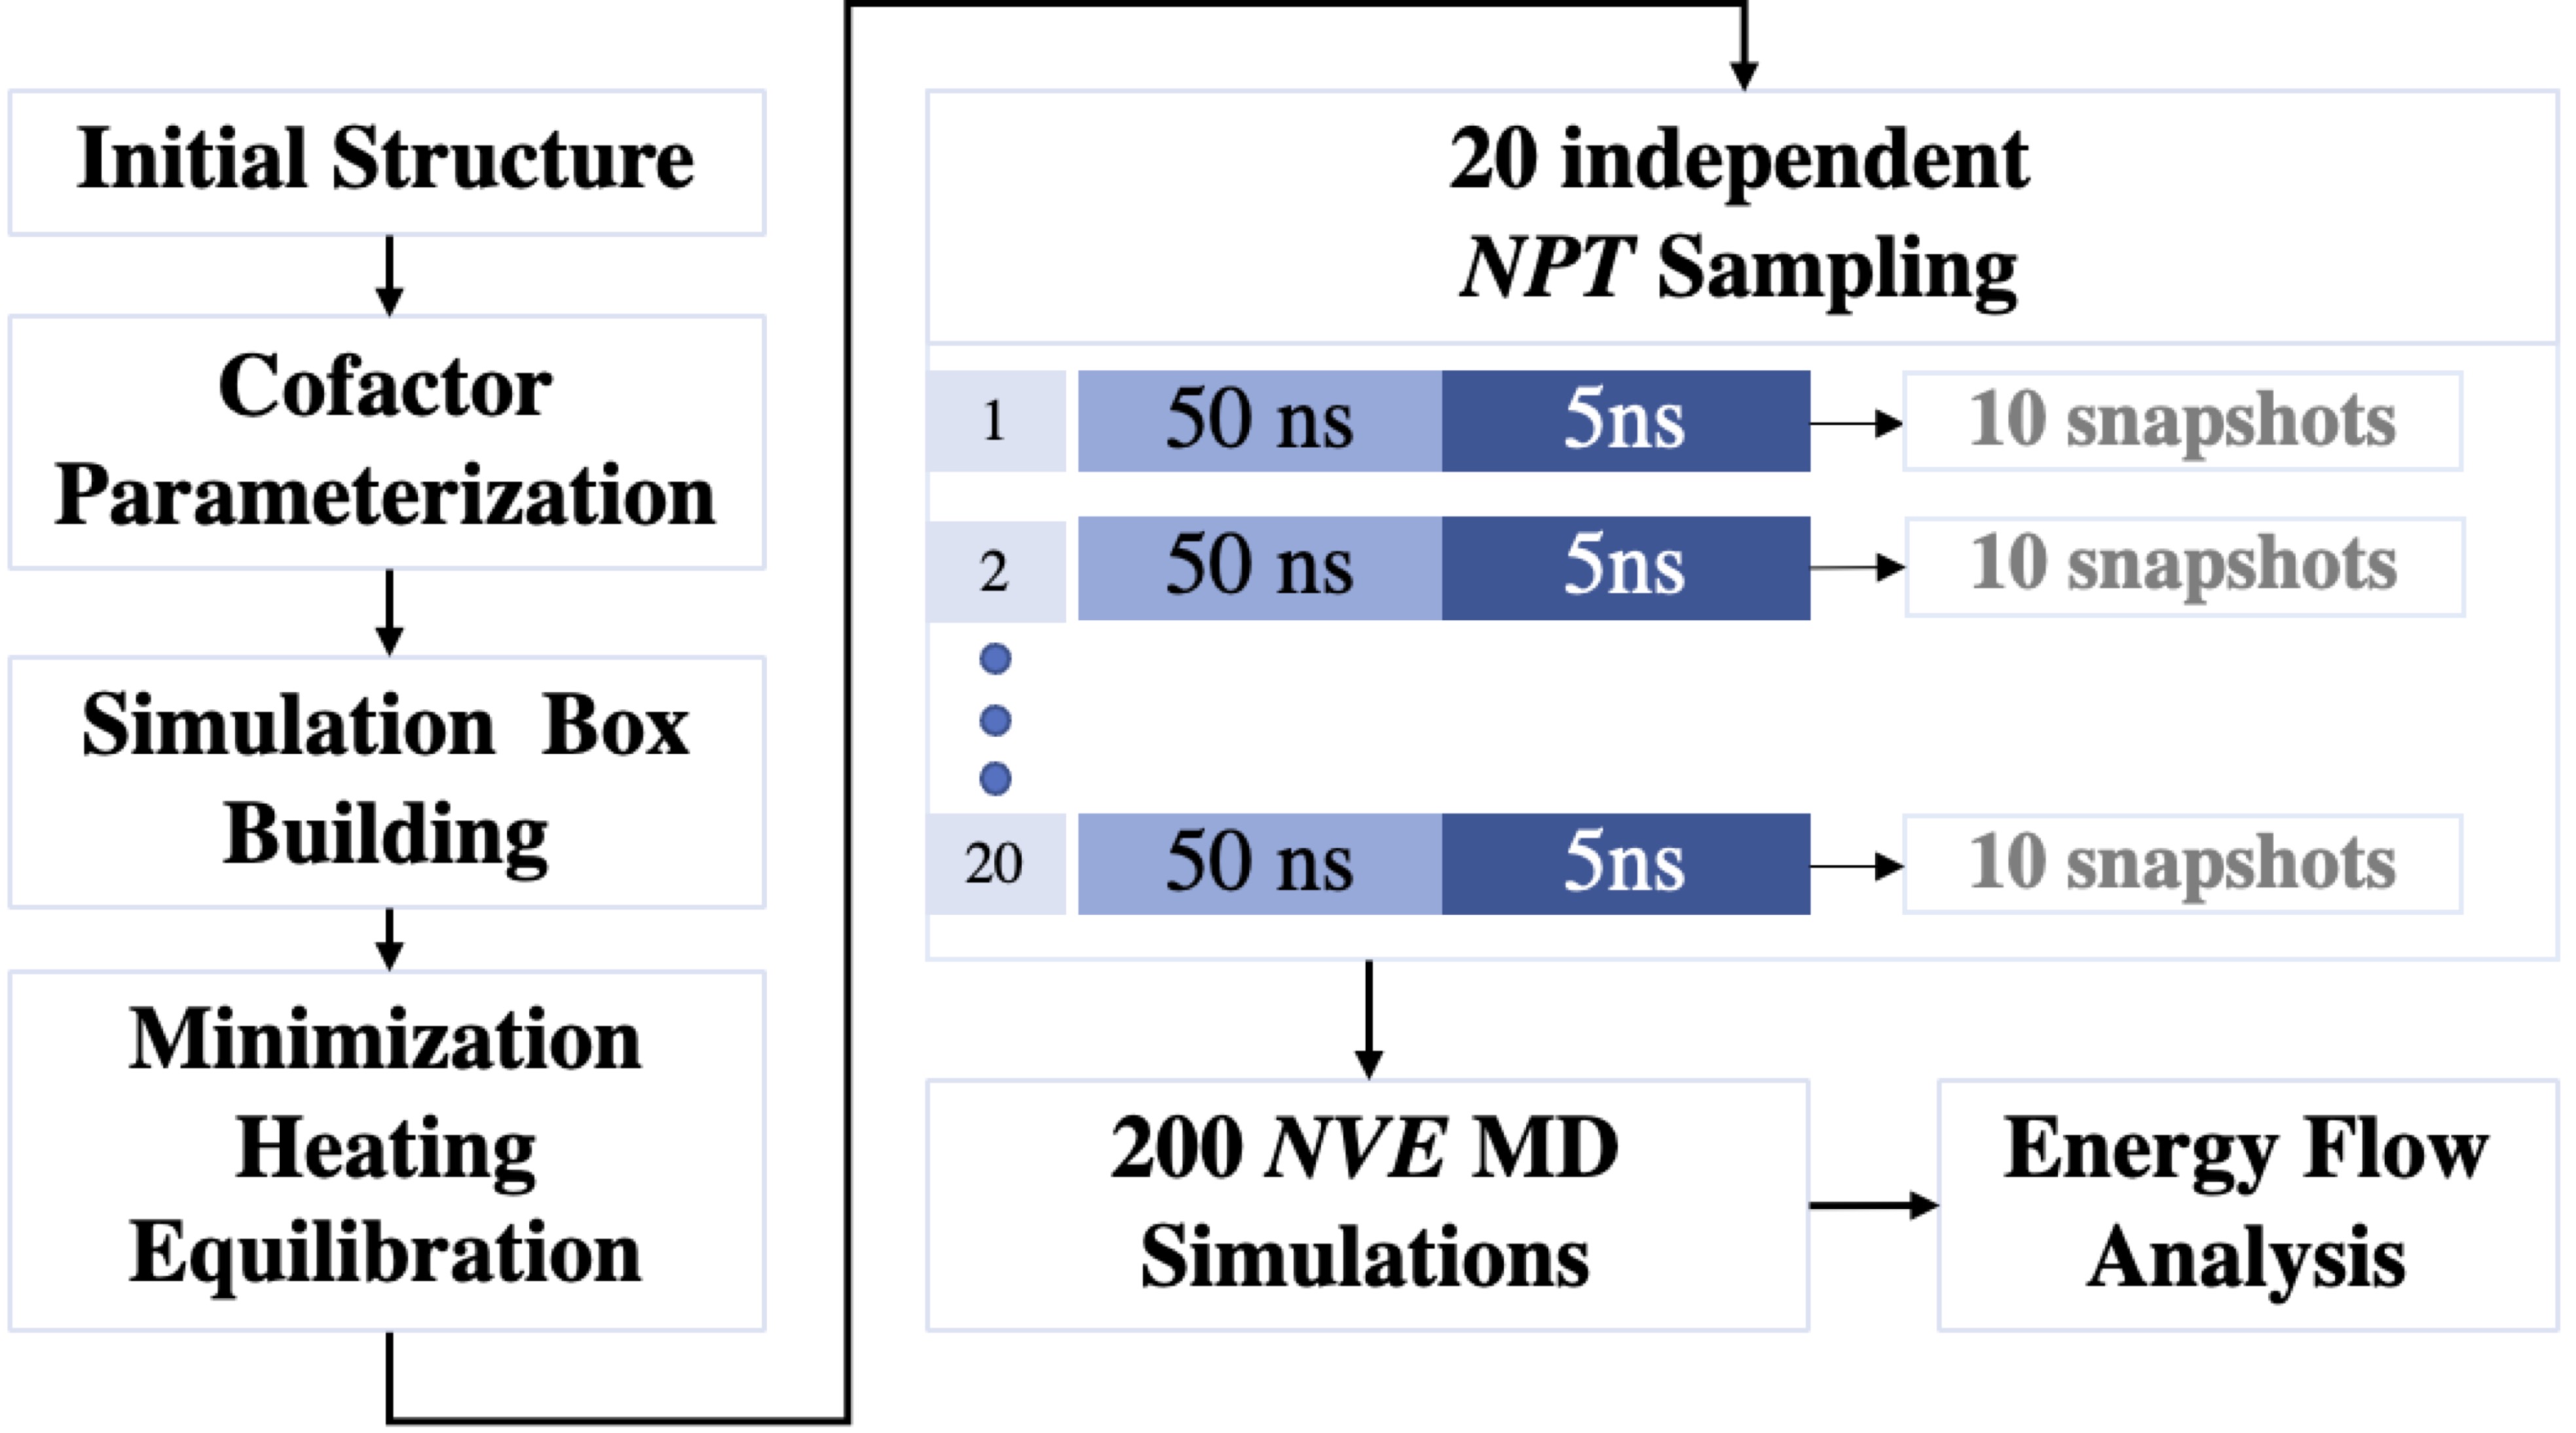 Initial Structure
Cofactor
Parameterization
Simulation Box
Building
Minimization
Heating
Equilibration
20 independent
NPT Sampling
1 50 ns 5ns 10 snapshots
2 50 ns 5ns 10 snapshots
20 50 ns 5ns 10 snapshots
200 NVE MD
Simulations
Energy Flow
Analysis